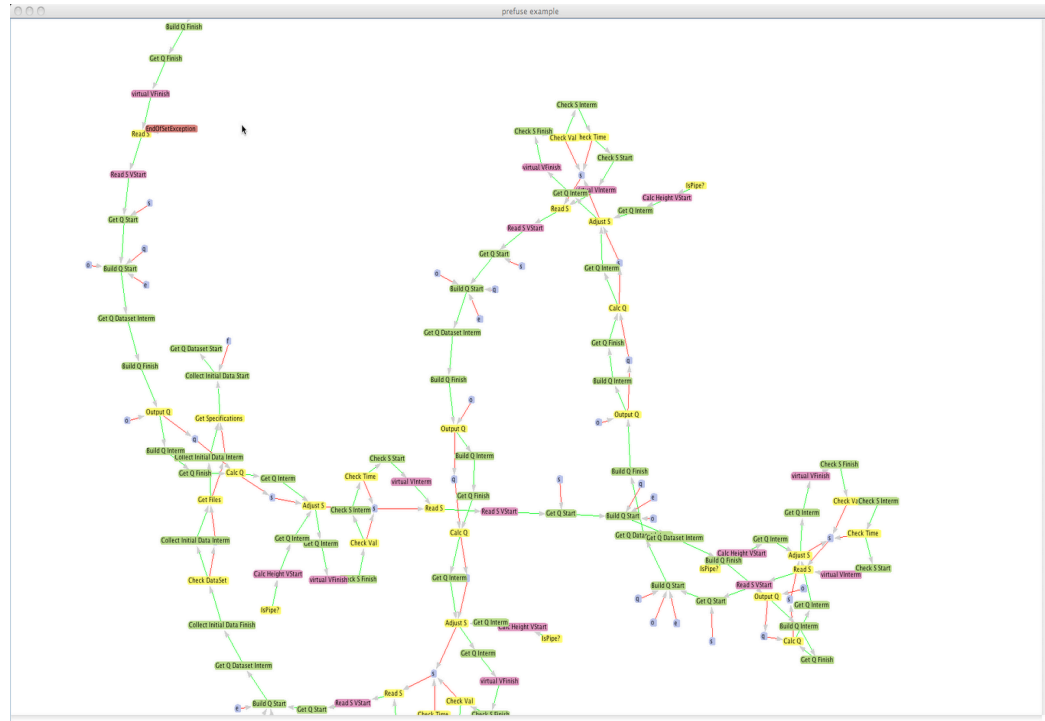 prefuse example
Build Q Finish
Get Q Finish
virtual VFinish
Check S Interm
EndOfSetException
Read S
Check S Finish
Check Val
heck Time
Check S Start
virtual VFinish
Read S VStart
s
IsPipe?
Get Q Interm
Calc Height VStart
s
Read S
Get Q Interm
Get Q Start
Adjust S
Read S VStart
q
Get Q Start
o
Build Q Start
s
Get Q Interm
s
o
e
Build Q Start
q
Calc Q
Get Q Dataset Interm
e
Get Q Dataset Interm
f
Get Q Finish
Get Q Dataset Start
q
Build Q Finish
Collect Initial Data Start
Build Q Finish
Build Q Interm
o
Output Q
o
Get Specifications
Output Q
o
Output Q
q
Build Q Interm
Collect Initial Data Interm
Build Q Interm
Check S Start
Check S Finish
Get Q Finish
Calc Q
Get Q Interm
Check Time
virtual VInterm
q
s
Build Q Finish
q
virtual VFinish
Get Files
s
Adjust S
Check S Interm
s
Read S
Get Q Finish
Read S VStart
Get Q Start
Build Q Start
e
o
Check S Interm
Get Q Interm
Calc Q
Check Time
Collect Initial Data Interm
Get Q Interm
Get Q Interm
Check Val
Get Q Dataset Interm
Get Q Interm
s
Calc Height VStart
Adjust S
Build Q Finish
IsPipe?
Read S
virtual VInterm
Check S Start
Check DataSet
Calc Height VStart
virtual VFinish
Get Q Interm
Build Q Start
Read S VStart
Output Q
o
s
IsPipe?
q
Get Q Start
Get Q Interm
Collect Initial Data Finish
Adjust S
Get Q Interm
o
e
Build Q Interm
IsPipe?
s
q
Calc Q
Get Q Interm
Get Q Finish
Get Q Dataset Interm
s
virtual VFinish
Read S
Check Val
e
Build Q Start
Get Q Start
Read S VStart
Check Time
Check S Finish